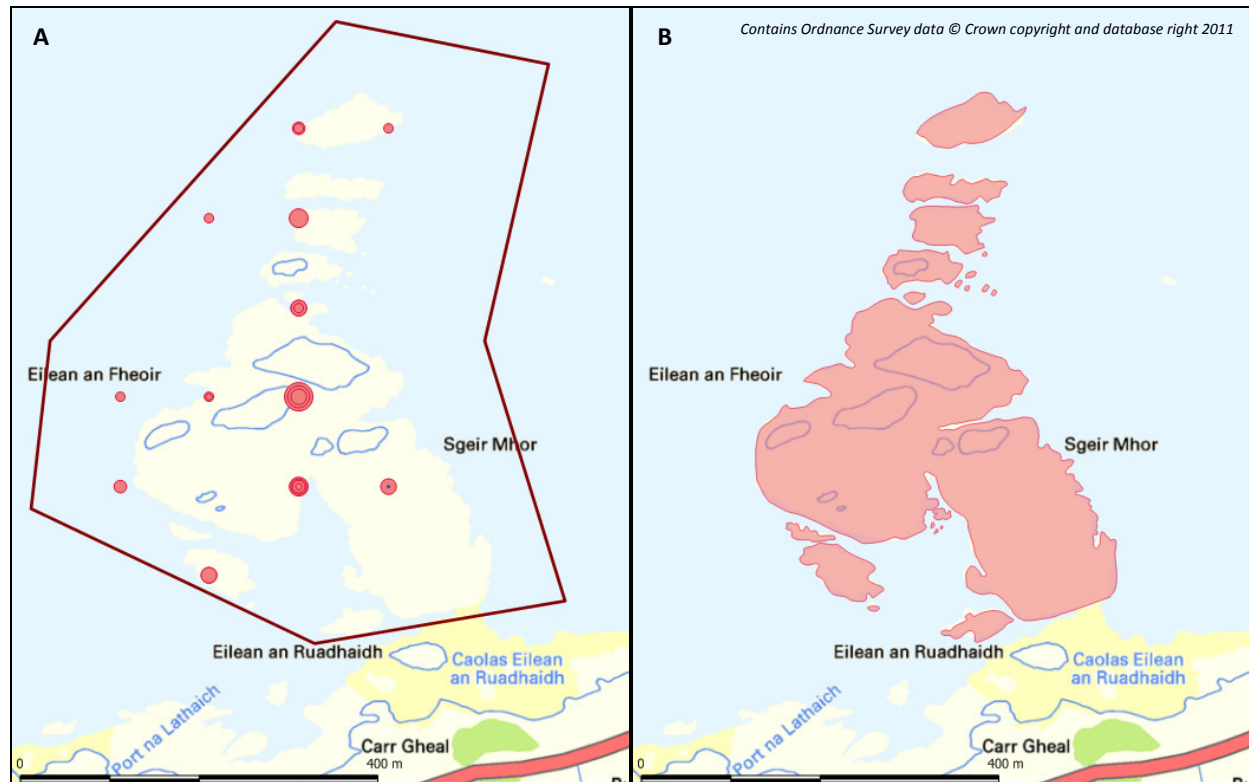 A
Eilean an Fheoir
Sgeir Mhor
Eilean an Ruadhaidh
Caolas Eilean
an Ruadhaidh
Port na Lathaich
Carr Gheal
0
400 m
B
Contains Ordnance Survey data © Crown copyright and database right 2011
Eilean an Fheoir
Sgeir Mhor
Eilean an Ruadhaidh
Caolas Eilean
an Ruadhaidh
Port na Lathaich
Carr Gheal
0
400 m